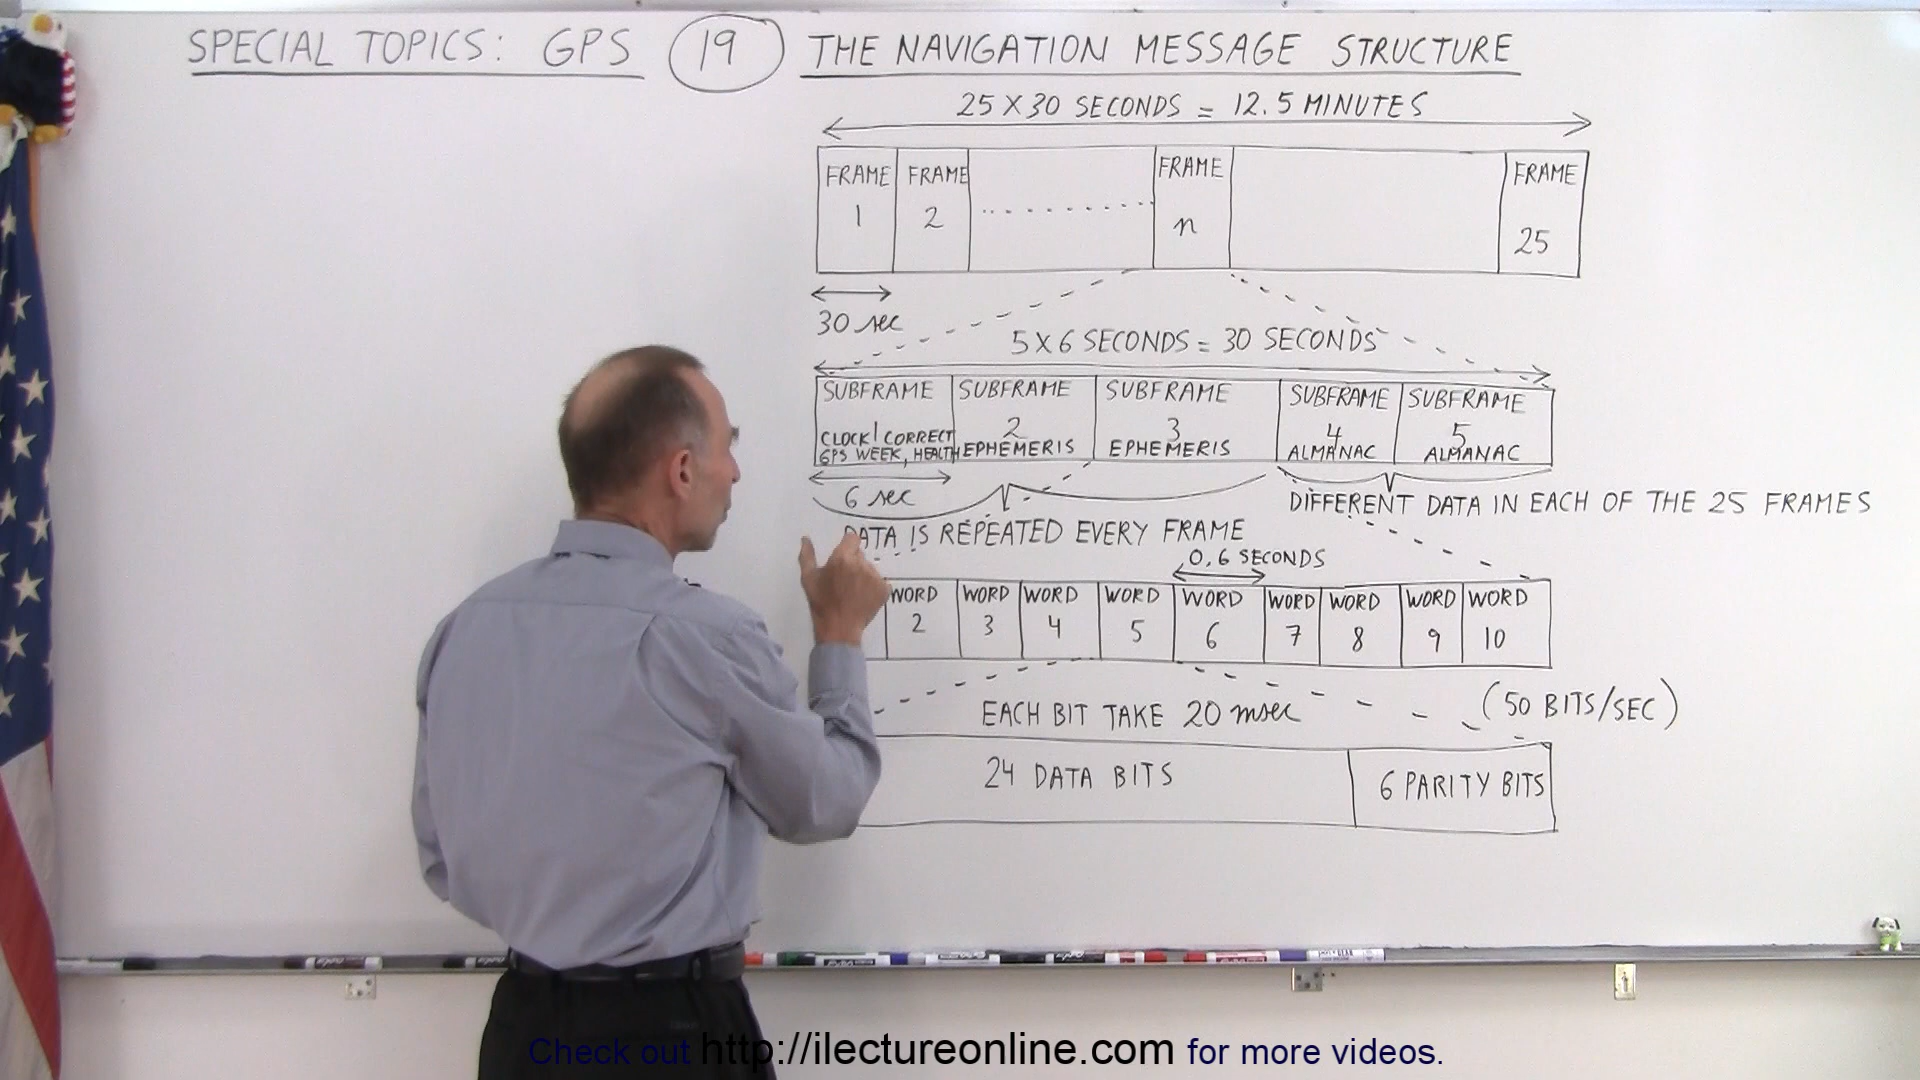 SPECIAL TOPICS: GPS 19 THE NAVIGATION MESSAGE STRUCTURE
25 X 30 SECONDS = 12.5 MINUTES
FRAME FRAME FRAME FRAME
1 2 .............. n 25
30 sec
5 X 6 SECONDS = 30 SECONDS
SUBFRAME SUBFRAME SUBFRAME SUBFRAME SUBFRAME
1 2 3 4 5
CLOCK CORRECT EPHEMERIS EPHEMERIS ALMANAC ALMANAC
GPS WEEK, HEALTH
6 sec
DIFFERENT DATA IN EACH OF THE 25 FRAMES
DATA IS REPEATED EVERY FRAME
0,6 SECONDS
WORD WORD WORD WORD WORD WORD WORD WORD WORD
2 3 4 5 6 7 8 9 10
EACH BIT TAKE 20 msec (50 BITS/SEC)
24 DATA BITS 6 PARITY BITS
Check out http://ilectureonline.com for more videos.